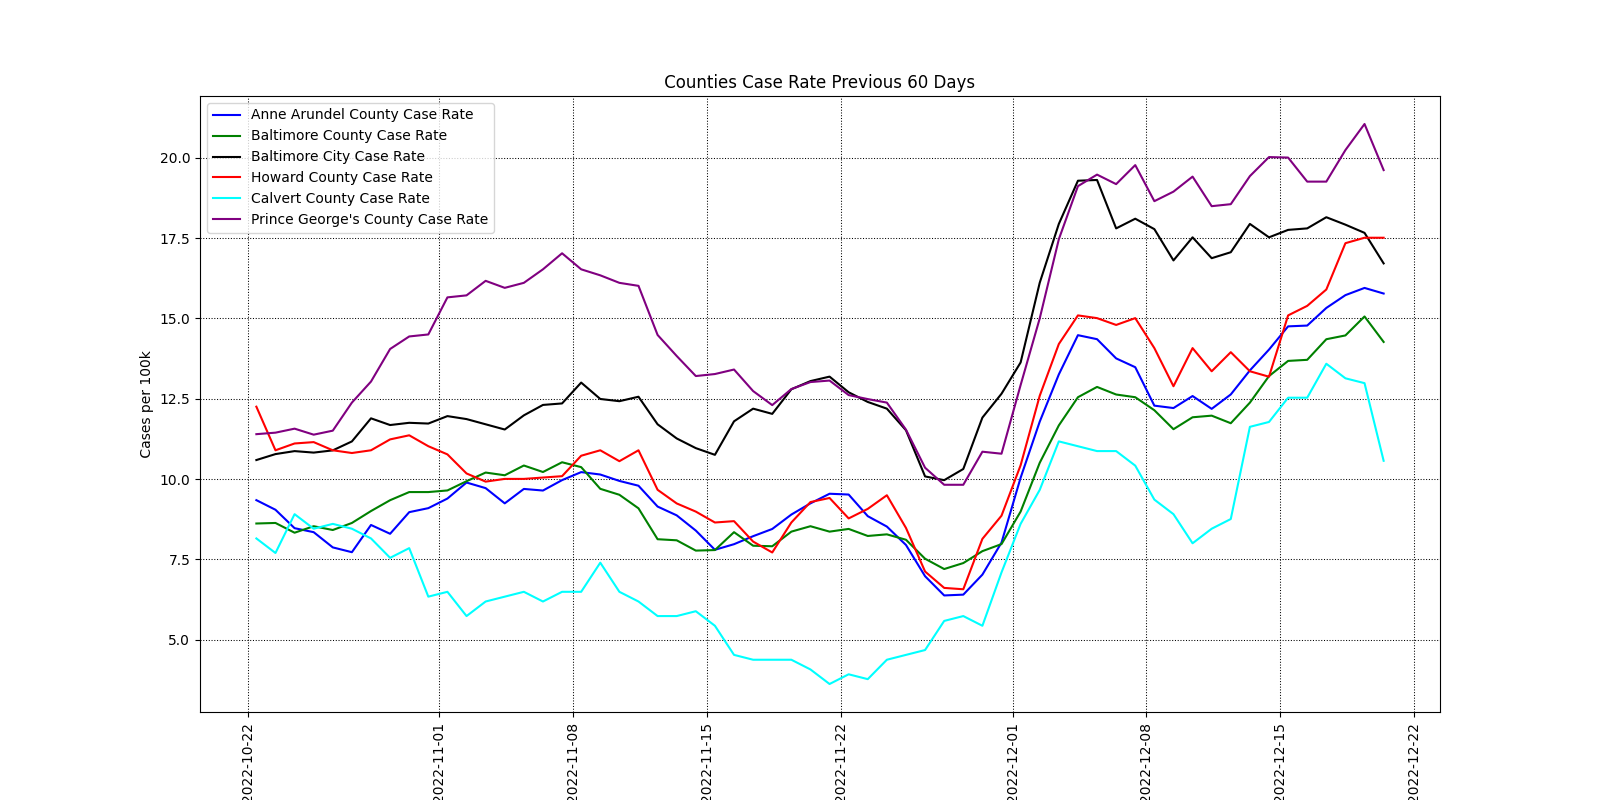 Counties Case Rate Previous 60 Days
Anne Arundel County Case Rate
Baltimore County Case Rate
Baltimore City Case Rate
Howard County Case Rate
Calvert County Case Rate
Prince George's County Case Rate
Cases per 100k
20.0
17.5
15.0
12.5
10.0
7.5
5.0
2022-10-22
2022-11-01
2022-11-08
2022-11-15
2022-11-22
2022-12-01
2022-12-08
2022-12-15
2022-12-22